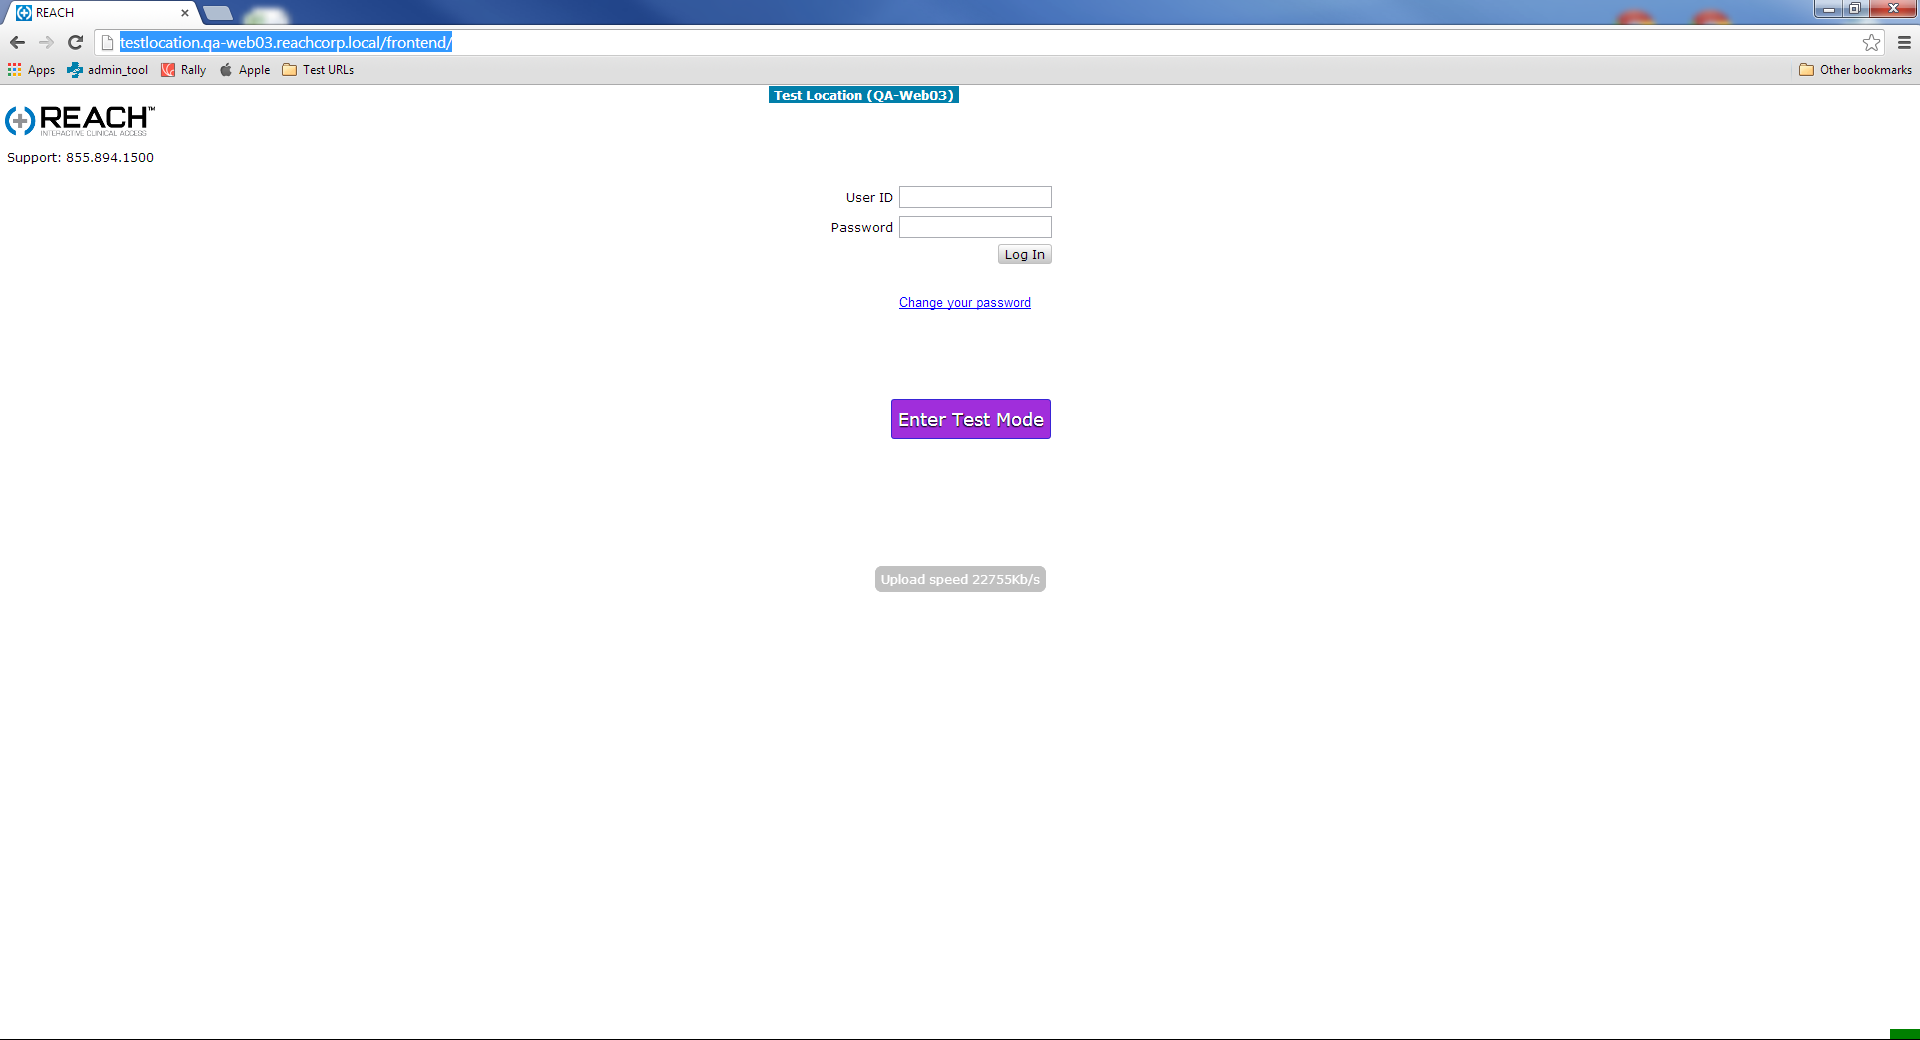 REACH
testlocation.qa-web03.reachcorp.local/frontend/
Apps admin_tool Rally Apple Test URLs Other bookmarks
Test Location (QA-Web03)
REACH™
INTERACTIVE CLINICAL ACCESS
Support: 855.894.1500
User ID
Password
Log In
Change your password
Enter Test Mode
Upload speed 22755Kb/s